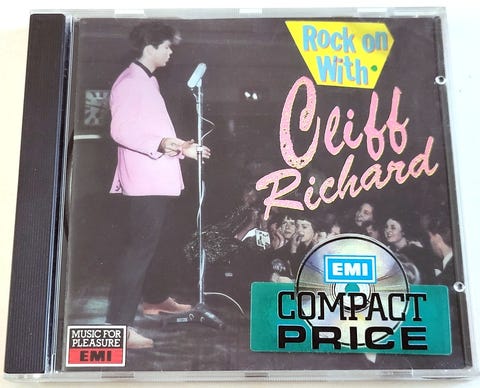 Rock on
With
Cliff
Richard
EMI
COMPACT
PRICE
MUSIC FOR
PLEASURE
EMI